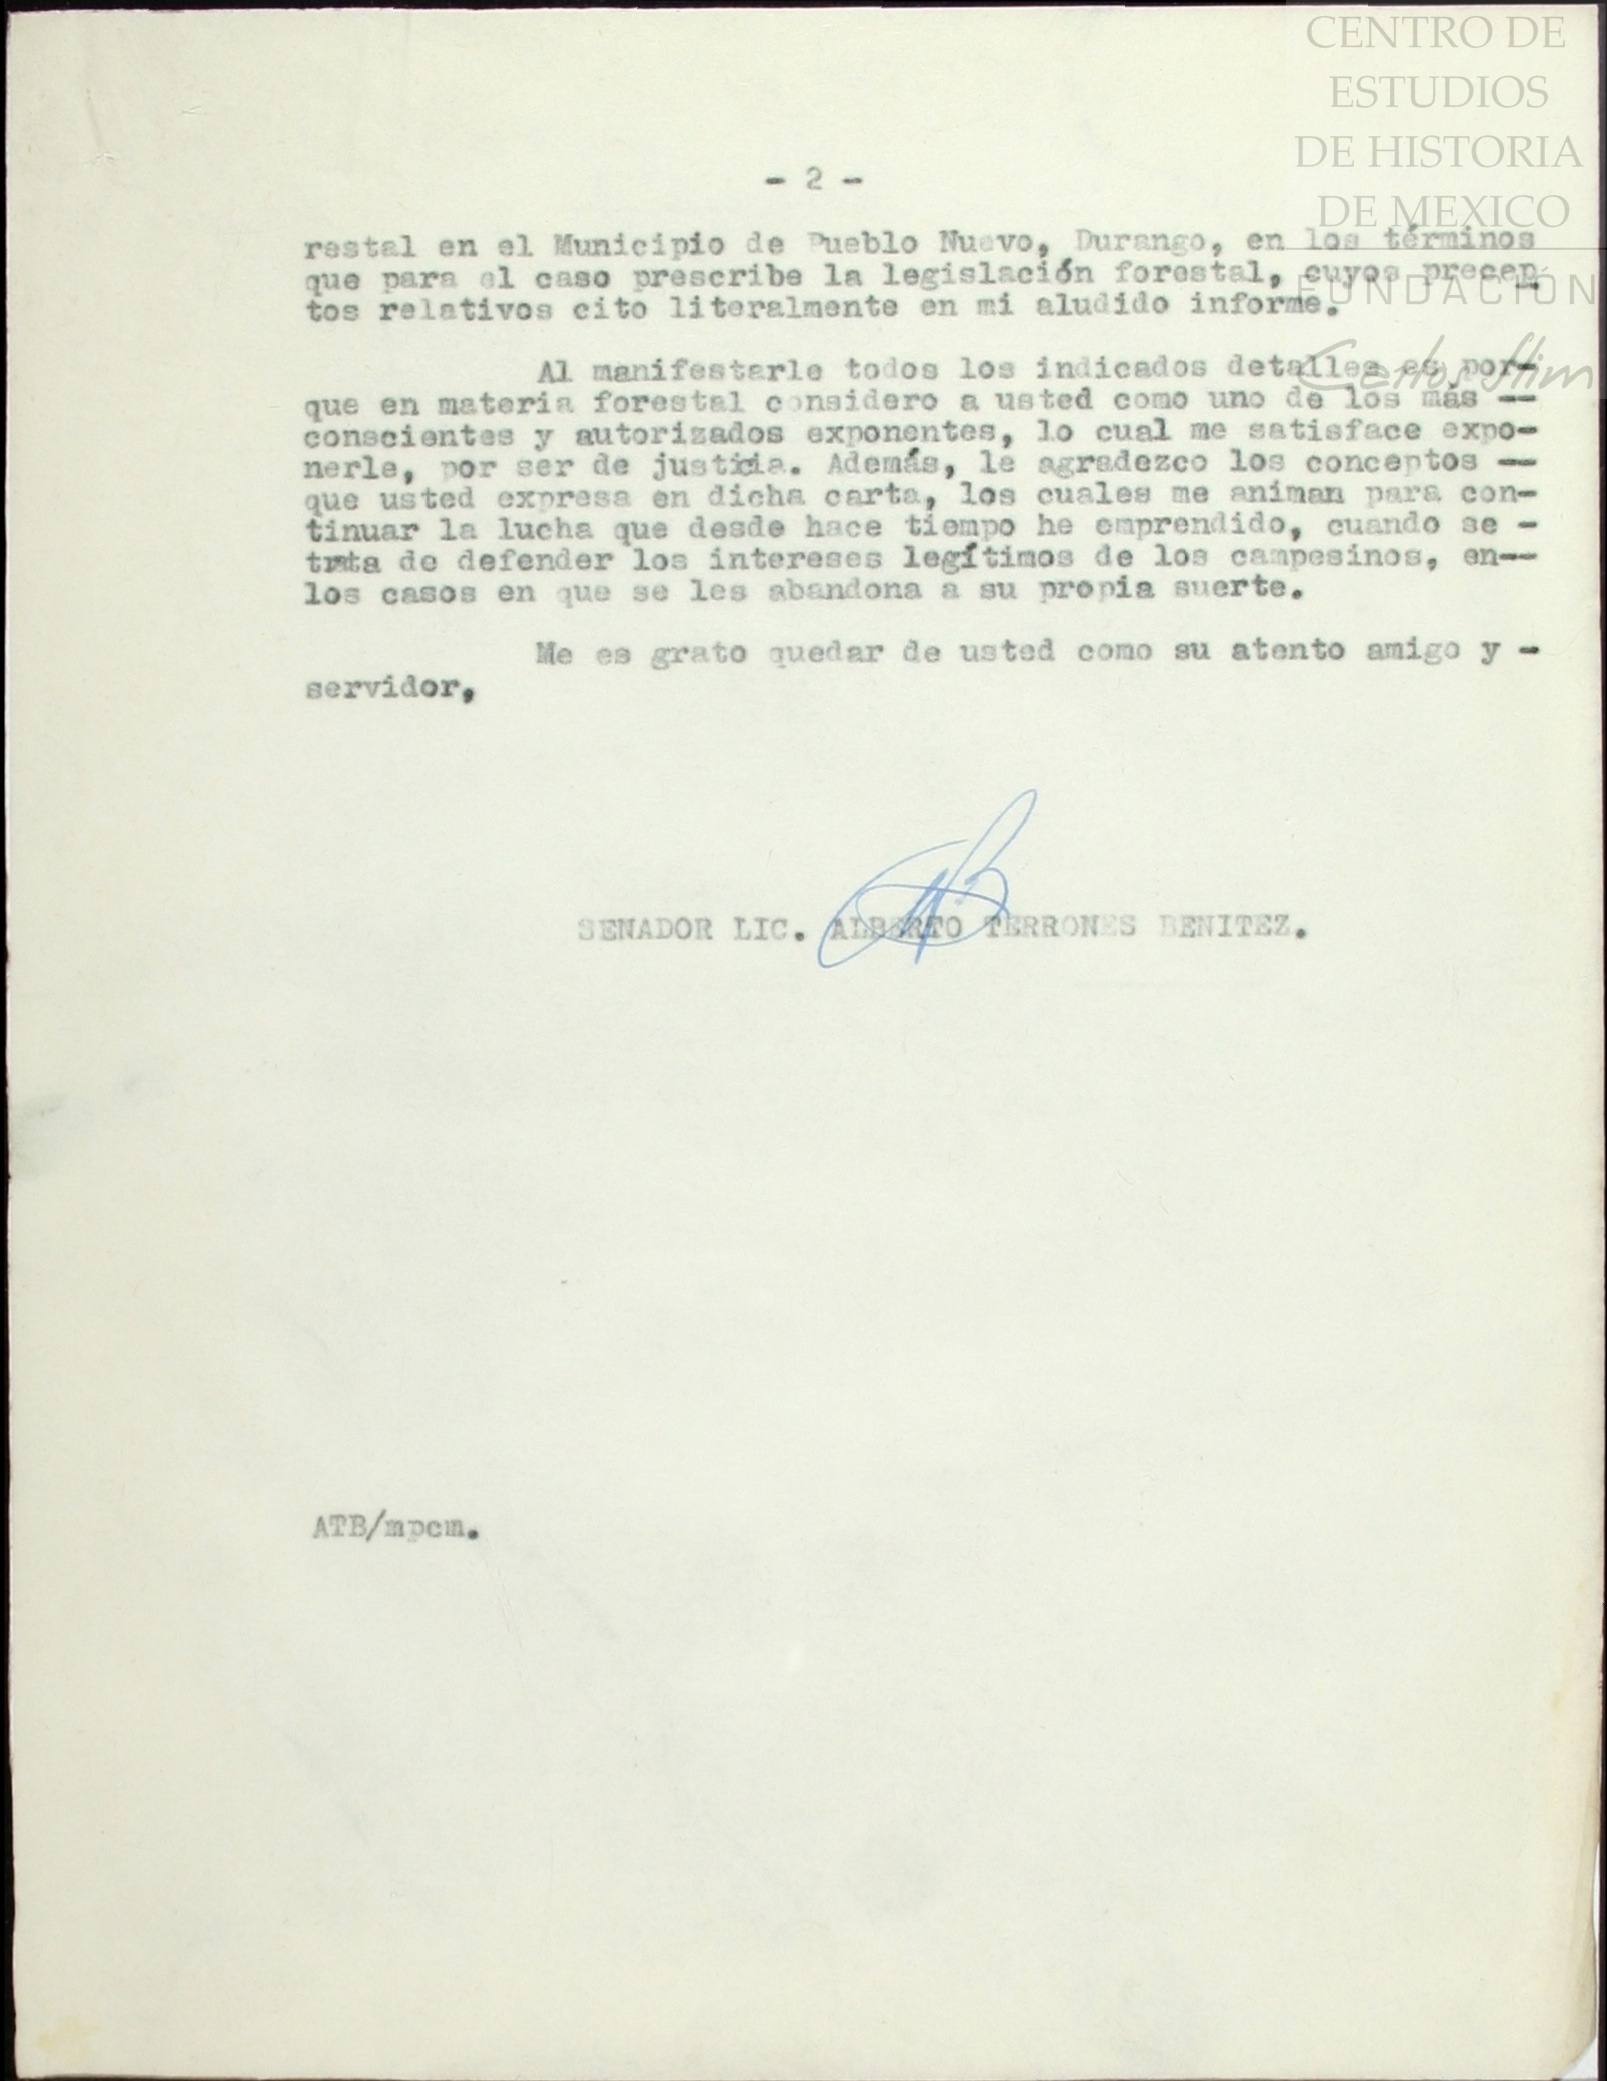 CENTRO DE
ESTUDIOS
DE HISTORIA
DE MEXICO
FUNDACIÓN
Carlos Slim
- 2 -
restal en el Municipio de Pueblo Nuevo, Durango, en los términos
que para el caso prescribe la legislación forestal, cuyos precep
tos relativos cito literalmente en mi aludido informe.
Al manifestarle todos los indicados detalles es por-
que en materia forestal considero a usted como uno de los más --
conscientes y autorizados exponentes, lo cual me satisface expo-
nerle, por ser de justicia. Además, le agradezco los conceptos --
que usted expresa en dicha carta, los cuales me animan para con-
tinuar la lucha que desde hace tiempo he emprendido, cuando se -
trata de defender los intereses legítimos de los campesinos, en--
los casos en que se les abandona a su propia suerte.
Me es grato quedar de usted como su atento amigo y -
servidor,
SENADOR LIC. ALBERTO TERRONES BENITEZ.
ATB/mpcm.